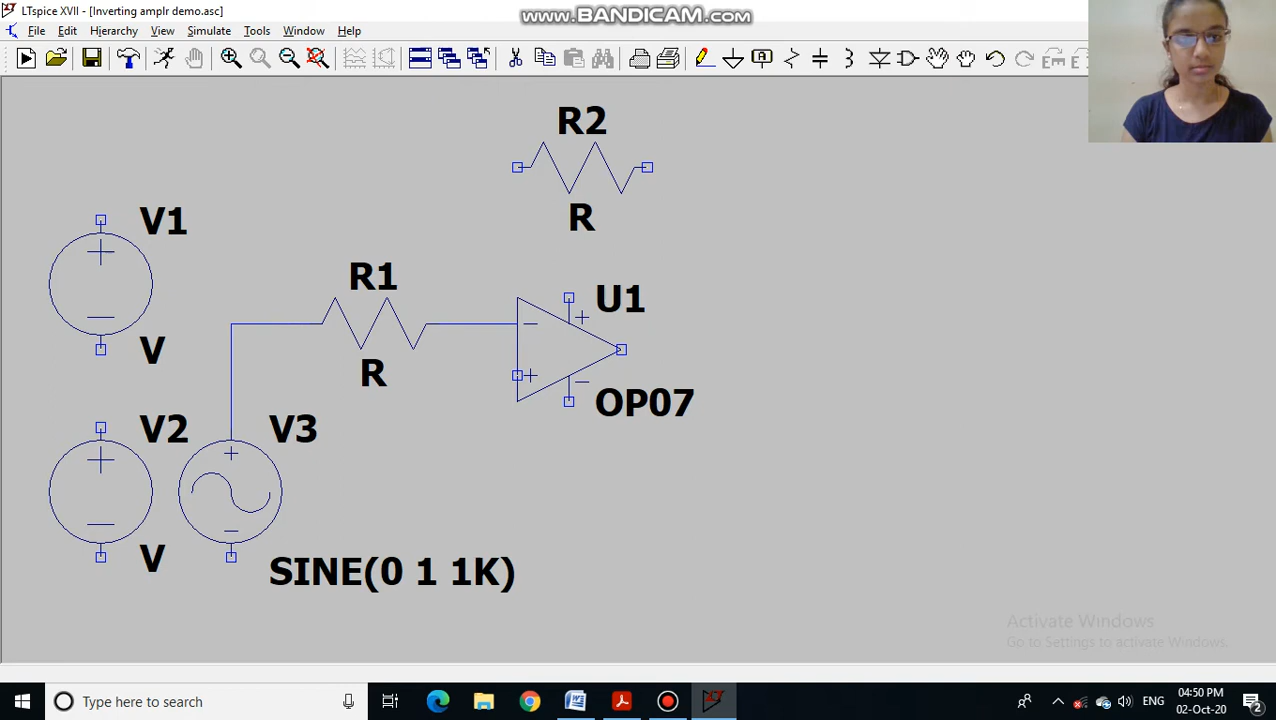 LTspice XVII - [Inverting amplr demo.asc]
www.BANDICAM.com
File Edit Hierarchy View Simulate Tools Window Help
R2
R
V1
V
R1
R
U1
OP07
V2
V
V3
SINE(0 1 1K)
Activate Windows
Go to Settings to activate Windows.
Type here to search
ENG
04:50 PM
02-Oct-20
2